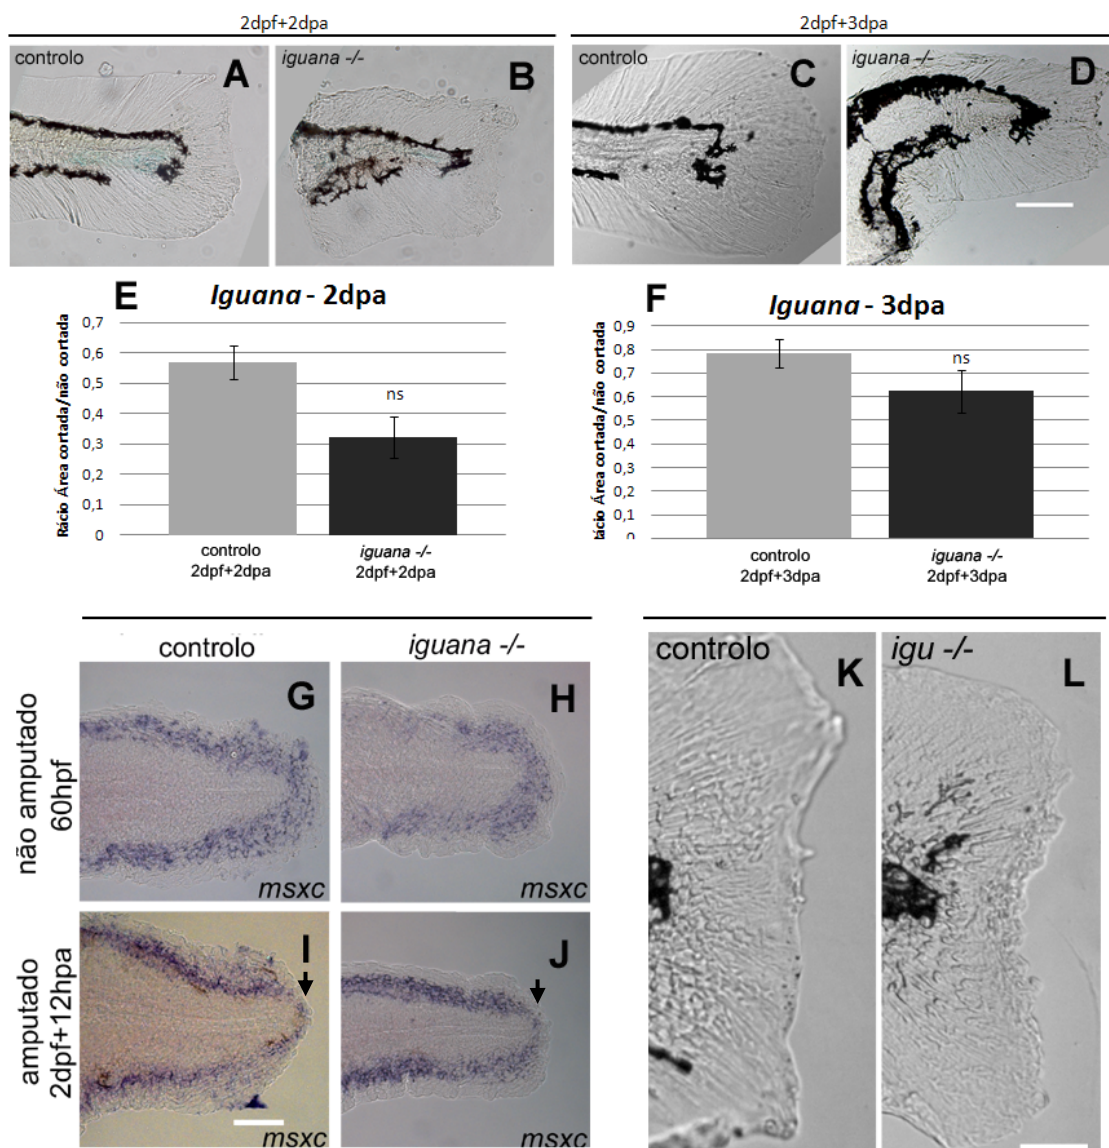 2dpf+2dpa
2dpf+3dpa
controlo
A
iguana -/-
B
C
iguana -/-
D
E
Iguana - 2dpa
Rácio Área cortada/não cortada
0,7
0,6
0,5
0,4
0,3
0,2
0,1
0
ns
controlo
2dpf+2dpa
iguana -/-
2dpf+2dpa
F
Iguana - 3dpa
tácio Área cortada/não cortada
0,9
0,8
0,7
0,6
0,5
0,4
0,3
0,2
0,1
0
ns
controlo
2dpf+3dpa
iguana -/-
2dpf+3dpa
controlo
iguana -/-
não amputado
60hpf
G
msxc
H
msxc
amputado
2dpf+12hpa
I
msxc
J
msxc
controlo
K
igu -/-
L